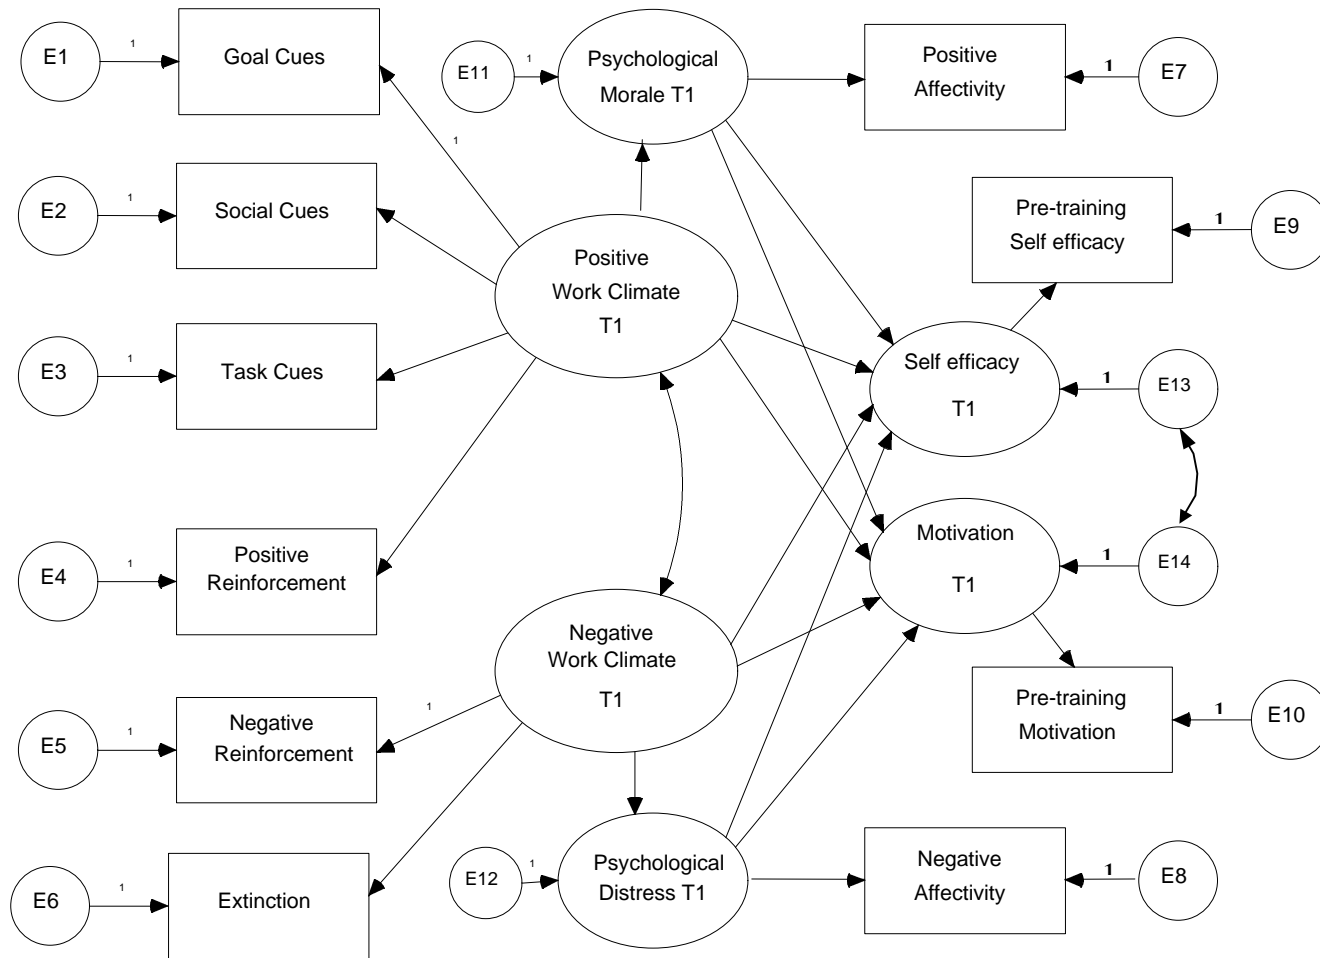 E1
1
Goal Cues
E11
1
Psychological
Morale T1
Positive
Affectivity
1
E7
1
E2
1
Social Cues
Positive
Work Climate
T1
Pre-training
Self efficacy
1
E9
E3
1
Task Cues
Self efficacy
T1
1
E13
E4
1
Positive
Reinforcement
Motivation
T1
1
E14
Negative
Work Climate
T1
E5
1
Negative
Reinforcement
1
Pre-training
Motivation
1
E10
E6
1
Extinction
E12
1
Psychological
Distress T1
Negative
Affectivity
1
E8